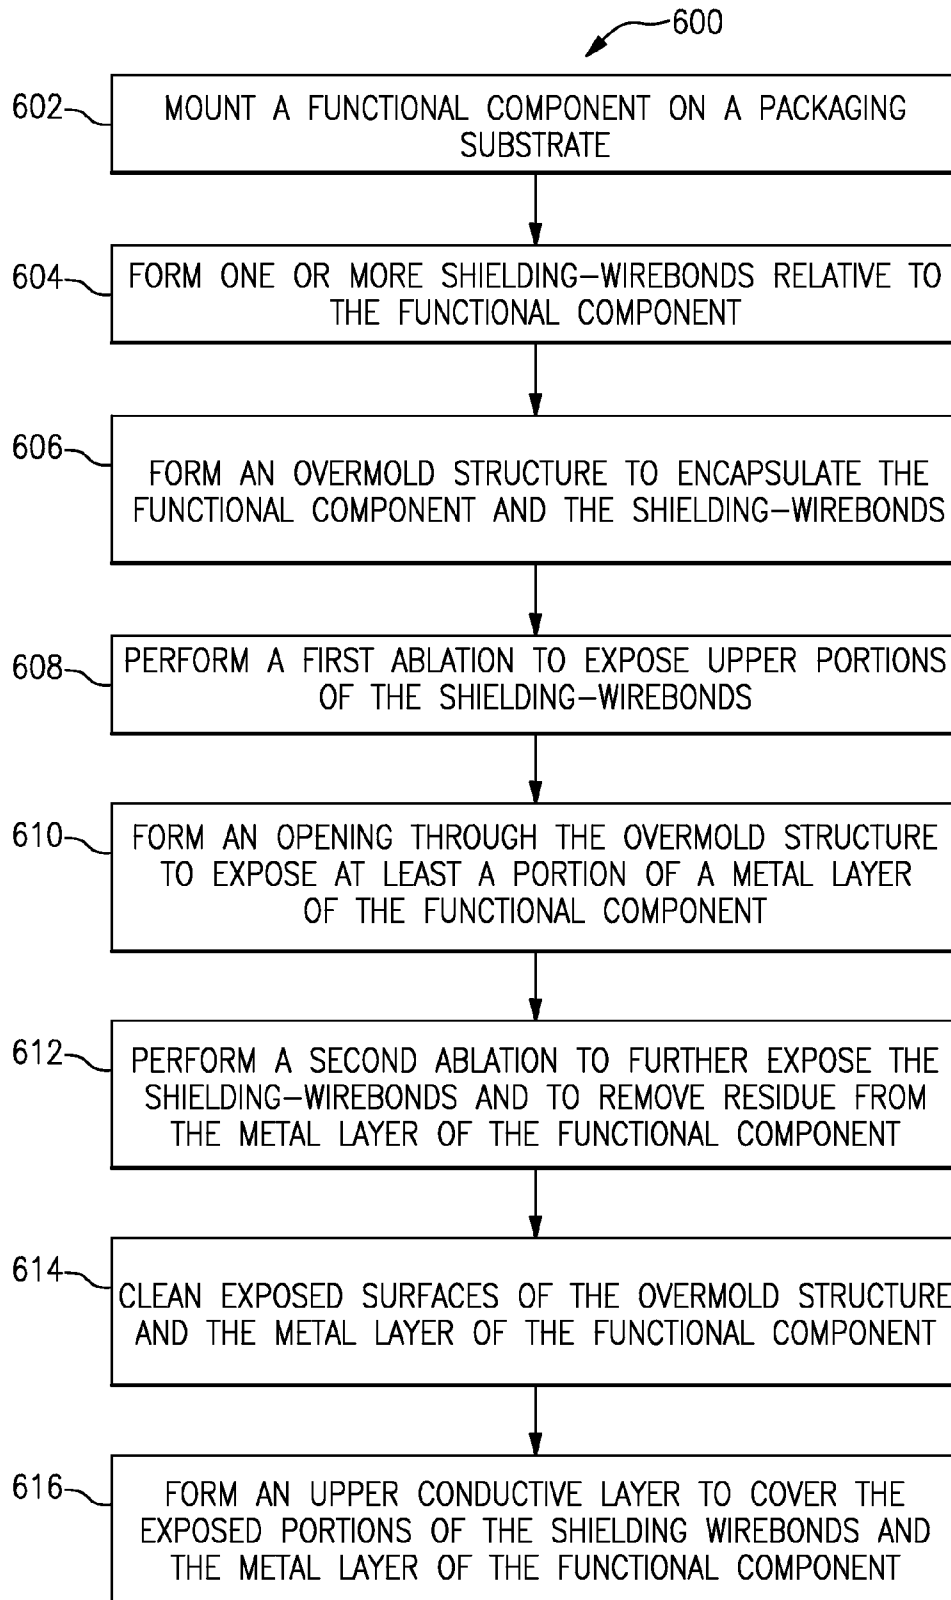 600
602
MOUNT A FUNCTIONAL COMPONENT ON A PACKAGING
SUBSTRATE
604
FORM ONE OR MORE SHIELDING-WIREBONDS RELATIVE TO
THE FUNCTIONAL COMPONENT
606
FORM AN OVERMOLD STRUCTURE TO ENCAPSULATE THE
FUNCTIONAL COMPONENT AND THE SHIELDING-WIREBONDS
608
PERFORM A FIRST ABLATION TO EXPOSE UPPER PORTIONS
OF THE SHIELDING-WIREBONDS
610
FORM AN OPENING THROUGH THE OVERMOLD STRUCTURE
TO EXPOSE AT LEAST A PORTION OF A METAL LAYER
OF THE FUNCTIONAL COMPONENT
612
PERFORM A SECOND ABLATION TO FURTHER EXPOSE THE
SHIELDING-WIREBONDS AND TO REMOVE RESIDUE FROM
THE METAL LAYER OF THE FUNCTIONAL COMPONENT
614
CLEAN EXPOSED SURFACES OF THE OVERMOLD STRUCTURE
AND THE METAL LAYER OF THE FUNCTIONAL COMPONENT
616
FORM AN UPPER CONDUCTIVE LAYER TO COVER THE
EXPOSED PORTIONS OF THE SHIELDING WIREBONDS AND
THE METAL LAYER OF THE FUNCTIONAL COMPONENT